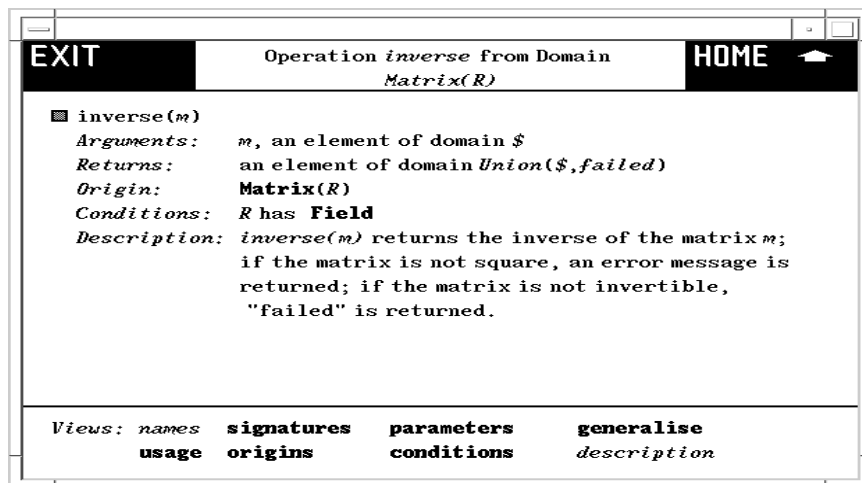 EXIT
Operation inverse from Domain
HOME
Matrix(R)
inverse(m)
Arguments: m, an element of domain $
Returns: an element of domain Union($,failed)
Origin: Matrix(R)
Conditions: R has Field
Description: inverse(m) returns the inverse of the matrix m;
if the matrix is not square, an error message is
returned; if the matrix is not invertible,
"failed" is returned.
Views: names signatures parameters generalise
usage origins conditions description